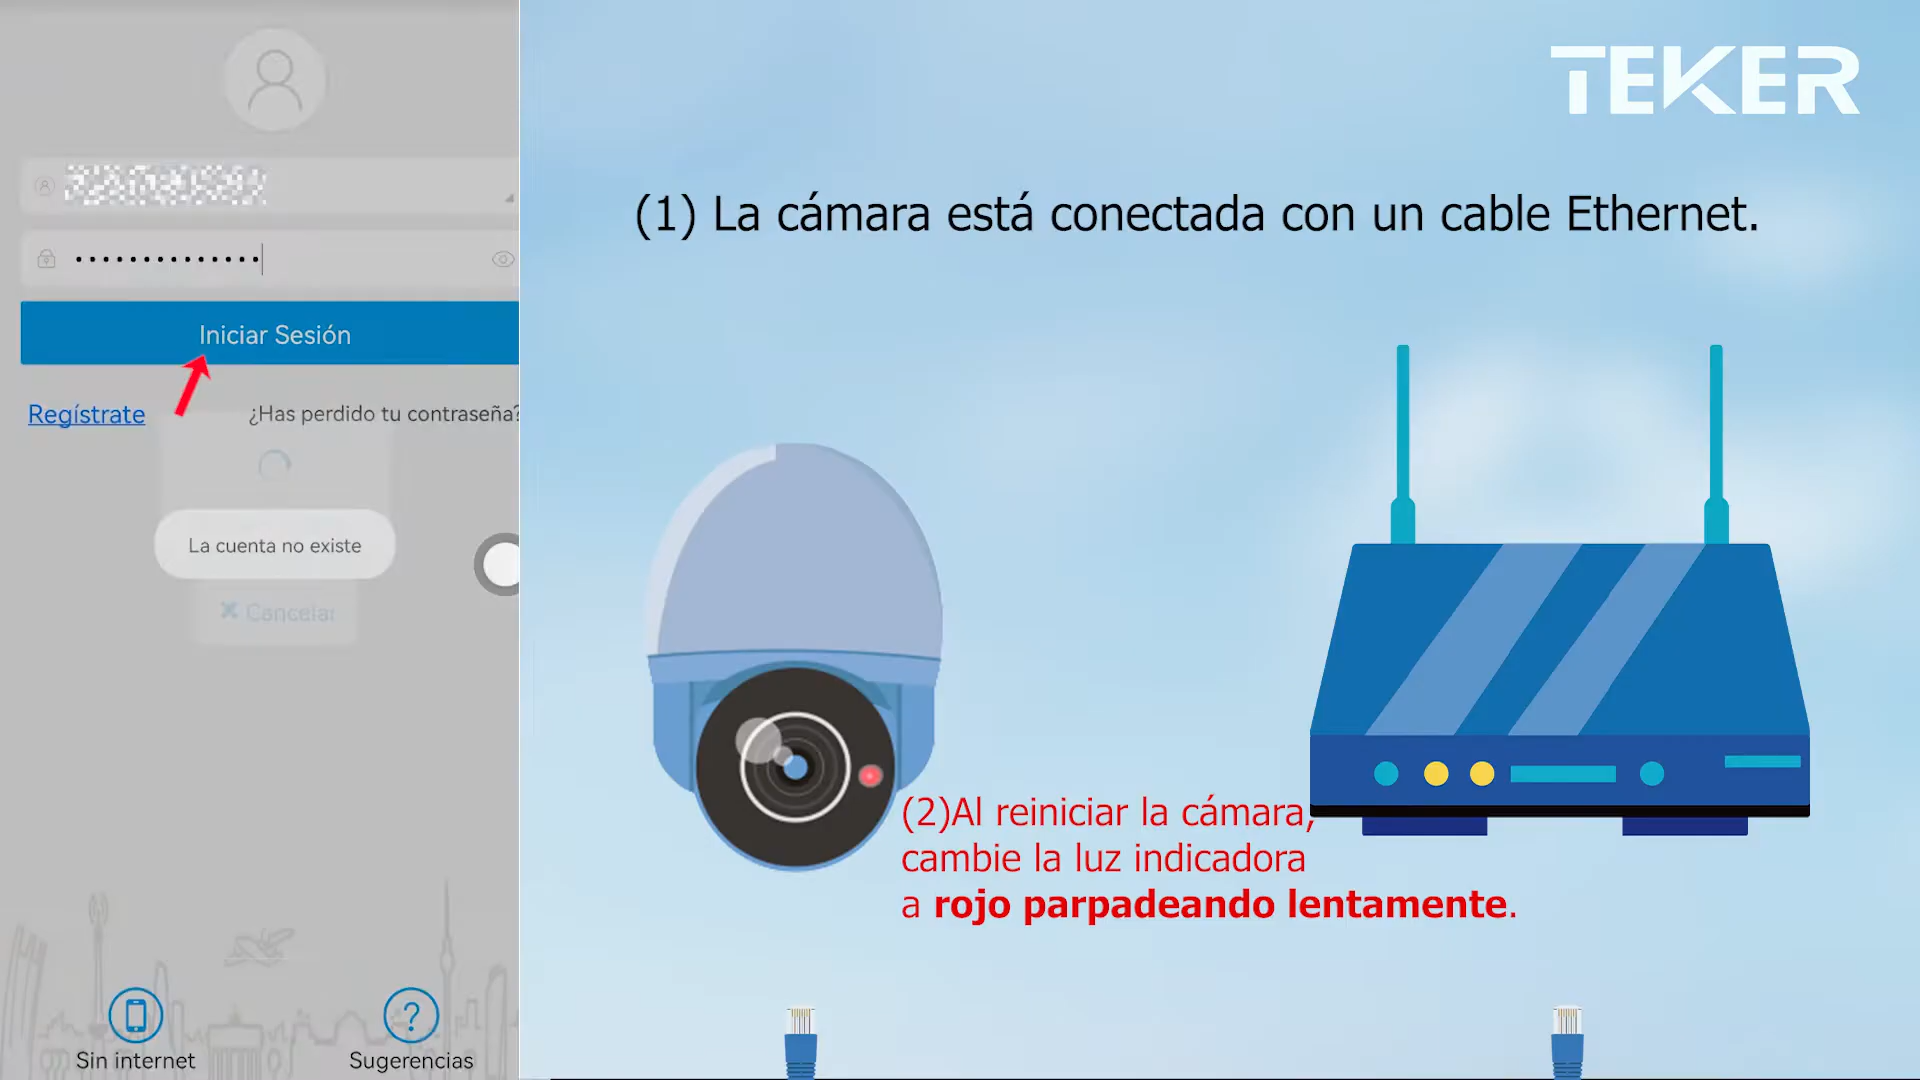 Iniciar Sesión
Regístrate
¿Has perdido tu contraseña?
La cuenta no existe
Cancelar
Sin internet
Sugerencias
TEKER
(1) La cámara está conectada con un cable Ethernet.
(2)Al reiniciar la cámara,
cambie la luz indicadora
a rojo parpadeando lentamente.